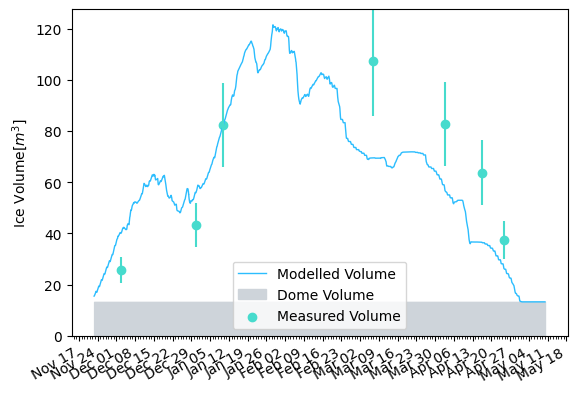 120
100
80
60
40
20
0
Ice Volume[m³]
Modelled Volume
Dome Volume
Measured Volume
Nov 17
Nov 24
Dec 01
Dec 08
Dec 15
Dec 22
Dec 29
Jan 05
Jan 12
Jan 19
Jan 26
Feb 02
Feb 09
Feb 16
Feb 23
Mar 02
Mar 09
Mar 16
Mar 23
Mar 30
Apr 06
Apr 13
Apr 20
Apr 27
May 04
May 11
May 18